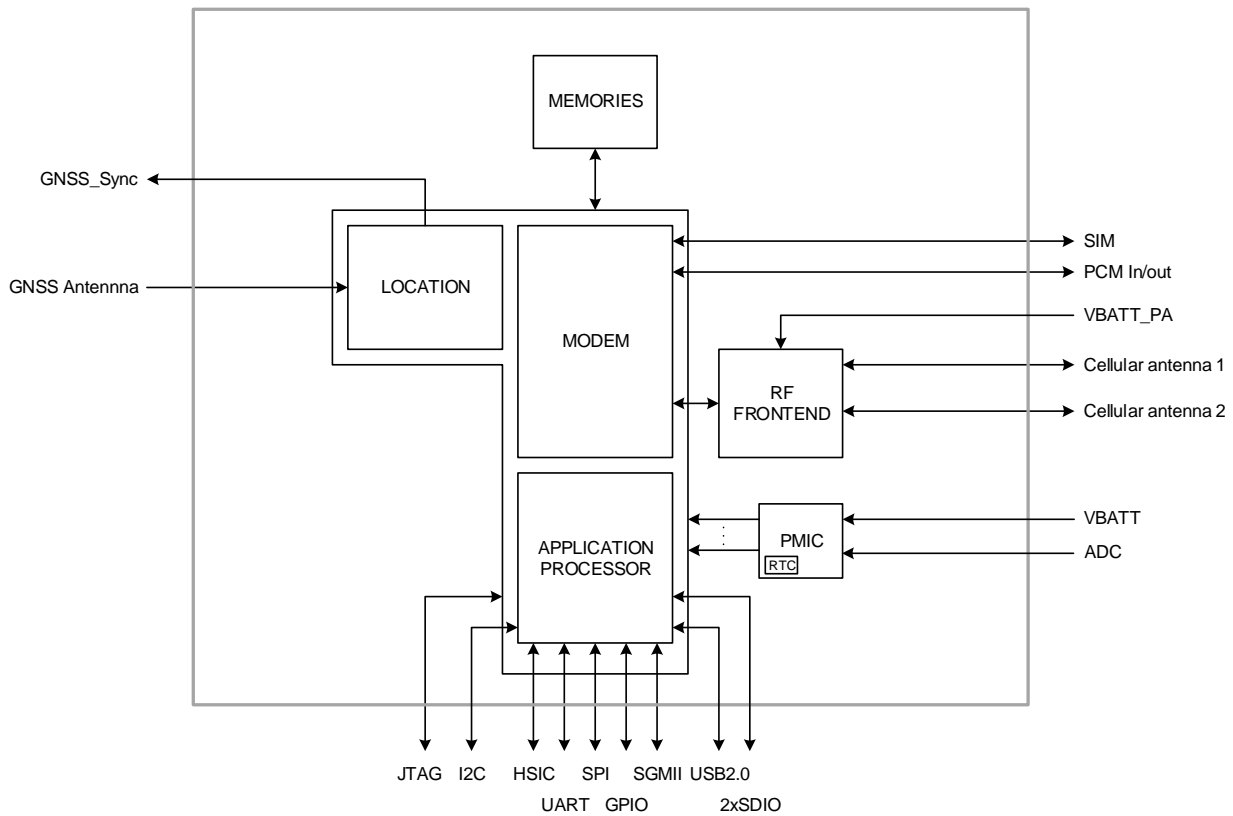 MEMORIES
GNSS_Sync
SIM
LOCATION
GNSS Antennna
PCM In/out
VBATT_PA
MODEM
Cellular antenna 1
RF
FRONTEND
Cellular antenna 2
VBATT
PMIC
APPLICATION
PROCESSOR
ADC
RTC
JTAG I2C HSIC SPI SGMII USB2.0
UART GPIO 2xSDIO